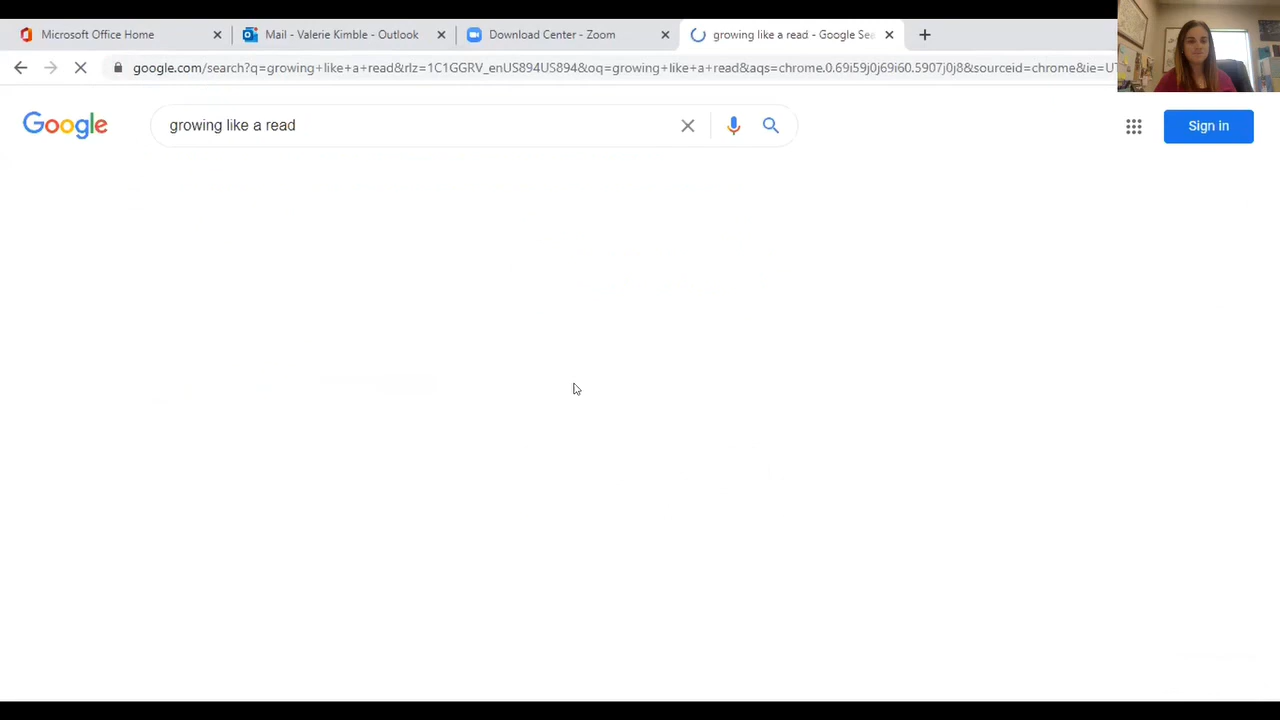 Microsoft Office Home
Mail - Valerie Kimble - Outlook
Download Center - Zoom
growing like a read - Google Sea
google.com/search?q=growing+like+a+read&rlz=1C1GGRV_enUS894US894&oq=growing+like+a+read&aqs=chrome.0.69i59j0j69i60.5907j0j8&sourceid=chrome&ie=UT
Google
growing like a read
Sign in